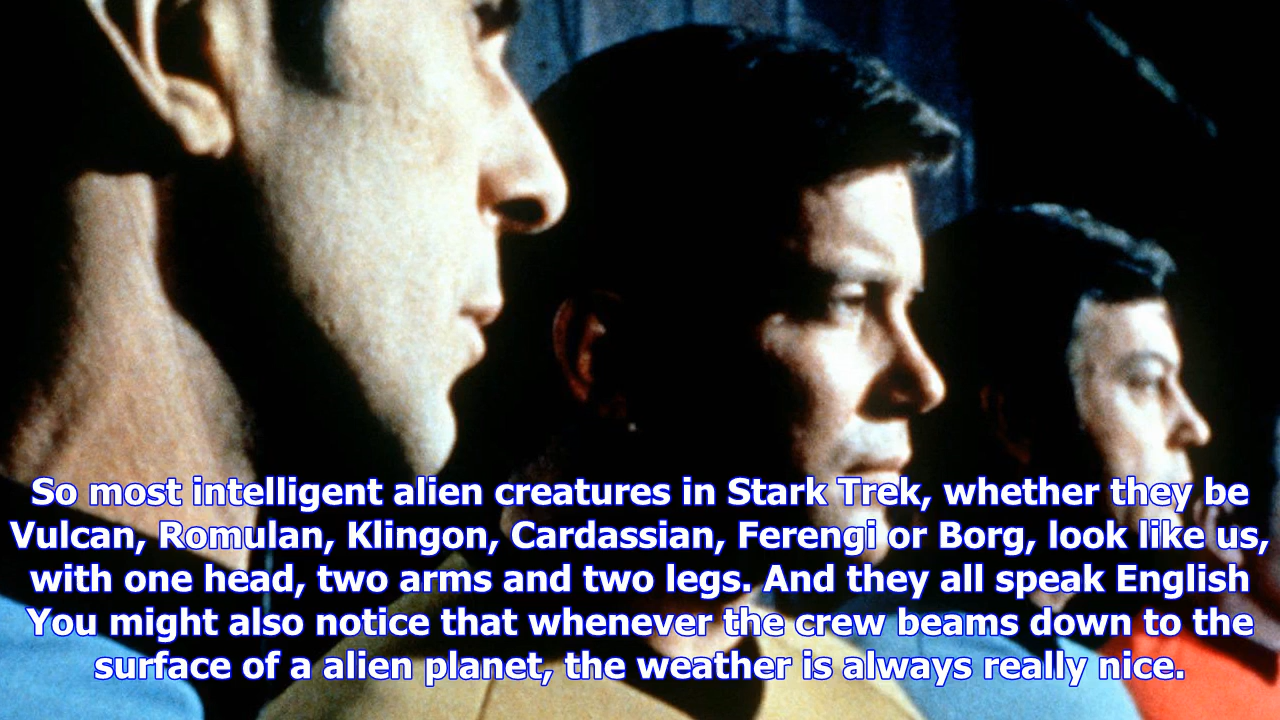 So most intelligent alien creatures in Stark Trek, whether they be
Vulcan, Romulan, Klingon, Cardassian, Ferengi or Borg, look like us,
with one head, two arms and two legs. And they all speak English
You might also notice that whenever the crew beams down to the
surface of a alien planet, the weather is always really nice.